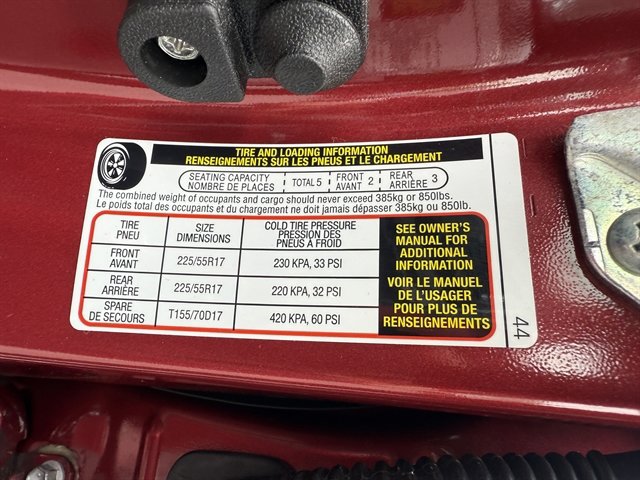 TIRE AND LOADING INFORMATION
RENSEIGNEMENTS SUR LES PNEUS ET LE CHARGEMENT
SEATING CAPACITY
NOMBRE DE PLACES
TOTAL 5
FRONT
AVANT 2
REAR
ARRIÈRE 3
The combined weight of occupants and cargo should never exceed 385kg or 850lbs.
Le poids total des occupants et du chargement ne doit jamais dépasser 385kg ou 850lb.
TIRE
PNEU
SIZE
DIMENSIONS
COLD TIRE PRESSURE
PRESSION DES
PNEUS À FROID
FRONT
AVANT
225/55R17
230 KPA, 33 PSI
REAR
ARRIÈRE
225/55R17
220 KPA, 32 PSI
SPARE
DE SECOURS
T155/70D17
420 KPA, 60 PSI
SEE OWNER'S
MANUAL FOR
ADDITIONAL
INFORMATION
VOIR LE MANUEL
DE L'USAGER
POUR PLUS DE
RENSEIGNEMENTS
44